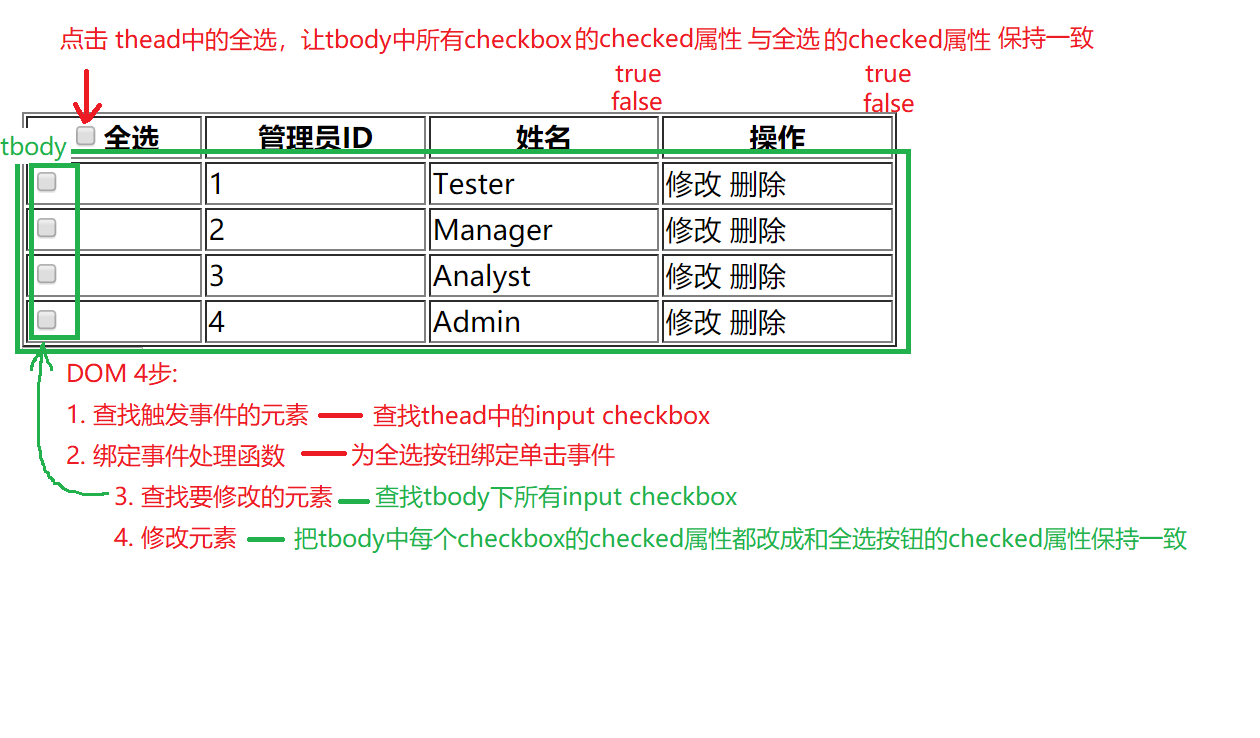 点击 thead中的全选，让tbody中所有checkbox的checked属性 与全选的checked属性 保持一致
true true
false false
全选 管理员ID 姓名 操作
tbody
1 Tester 修改 删除
2 Manager 修改 删除
3 Analyst 修改 删除
4 Admin 修改 删除
DOM 4步:
1. 查找触发事件的元素 查找thead中的input checkbox
2. 绑定事件处理函数 为全选按钮绑定单击事件
3. 查找要修改的元素 查找tbody下所有input checkbox
4. 修改元素 把tbody中每个checkbox的checked属性都改成和全选按钮的checked属性保持一致